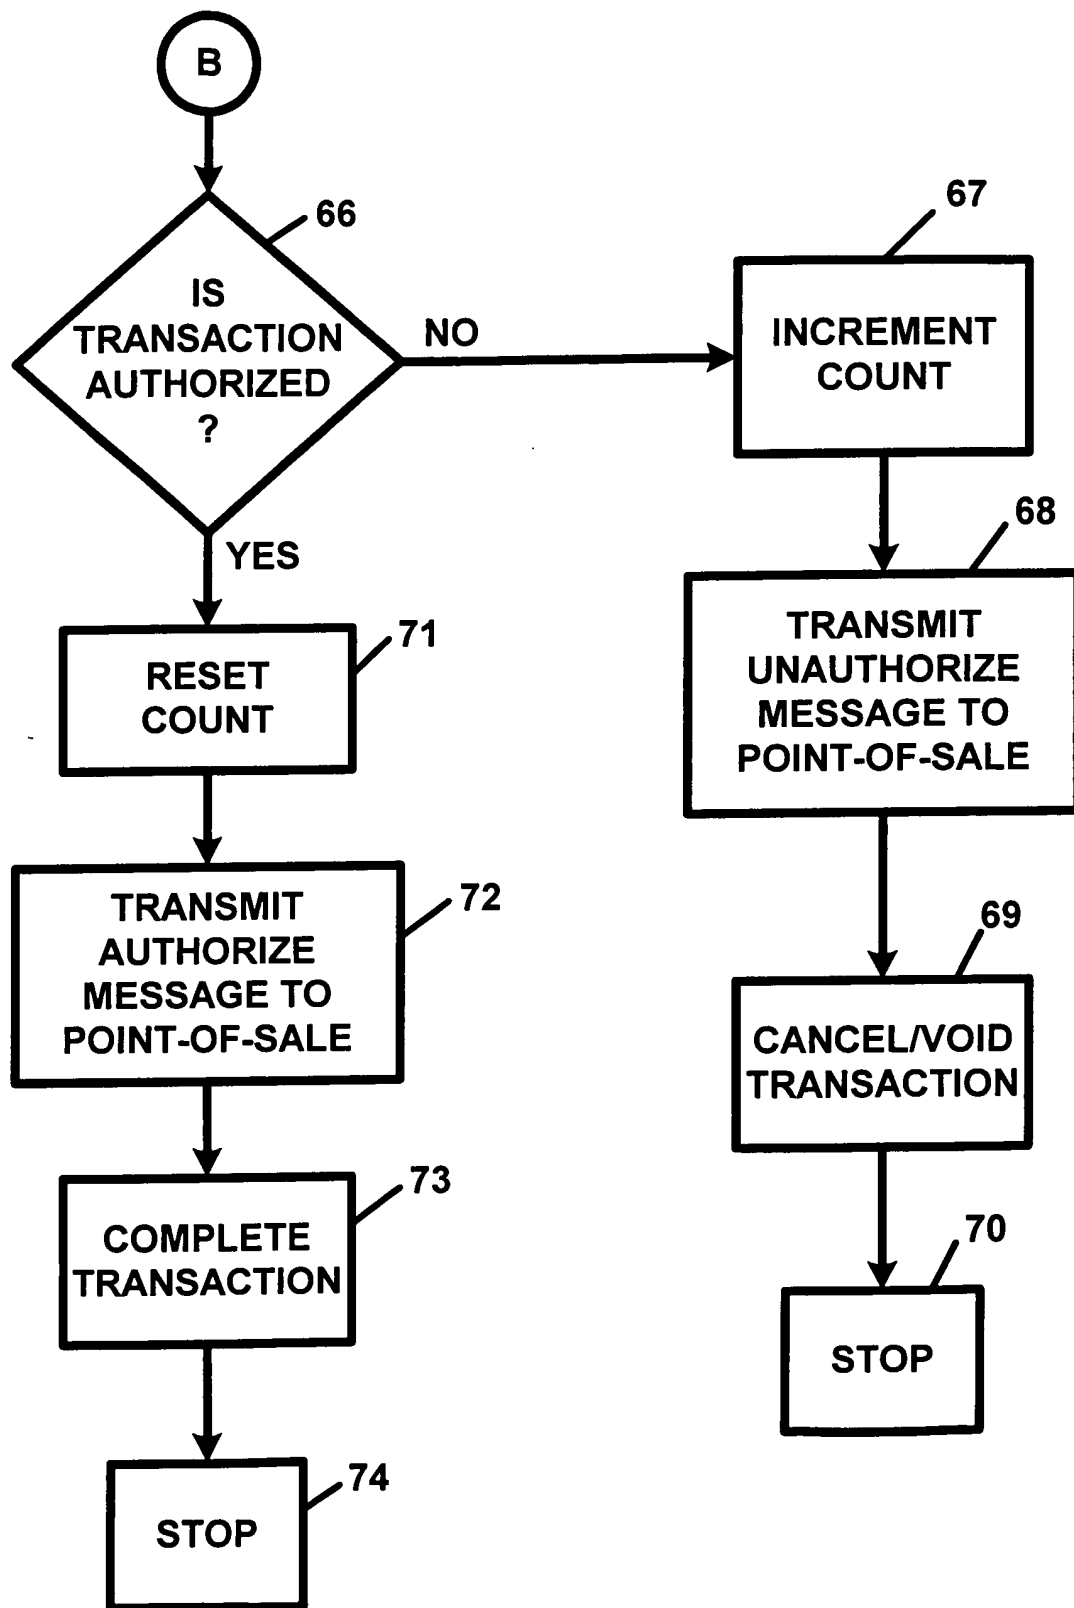 B
66
IS
TRANSACTION
AUTHORIZED
?
NO
YES
67
INCREMENT
COUNT
68
TRANSMIT
UNAUTHORIZE
MESSAGE TO
POINT-OF-SALE
69
CANCEL/VOID
TRANSACTION
70
STOP
71
RESET
COUNT
72
TRANSMIT
AUTHORIZE
MESSAGE TO
POINT-OF-SALE
73
COMPLETE
TRANSACTION
74
STOP